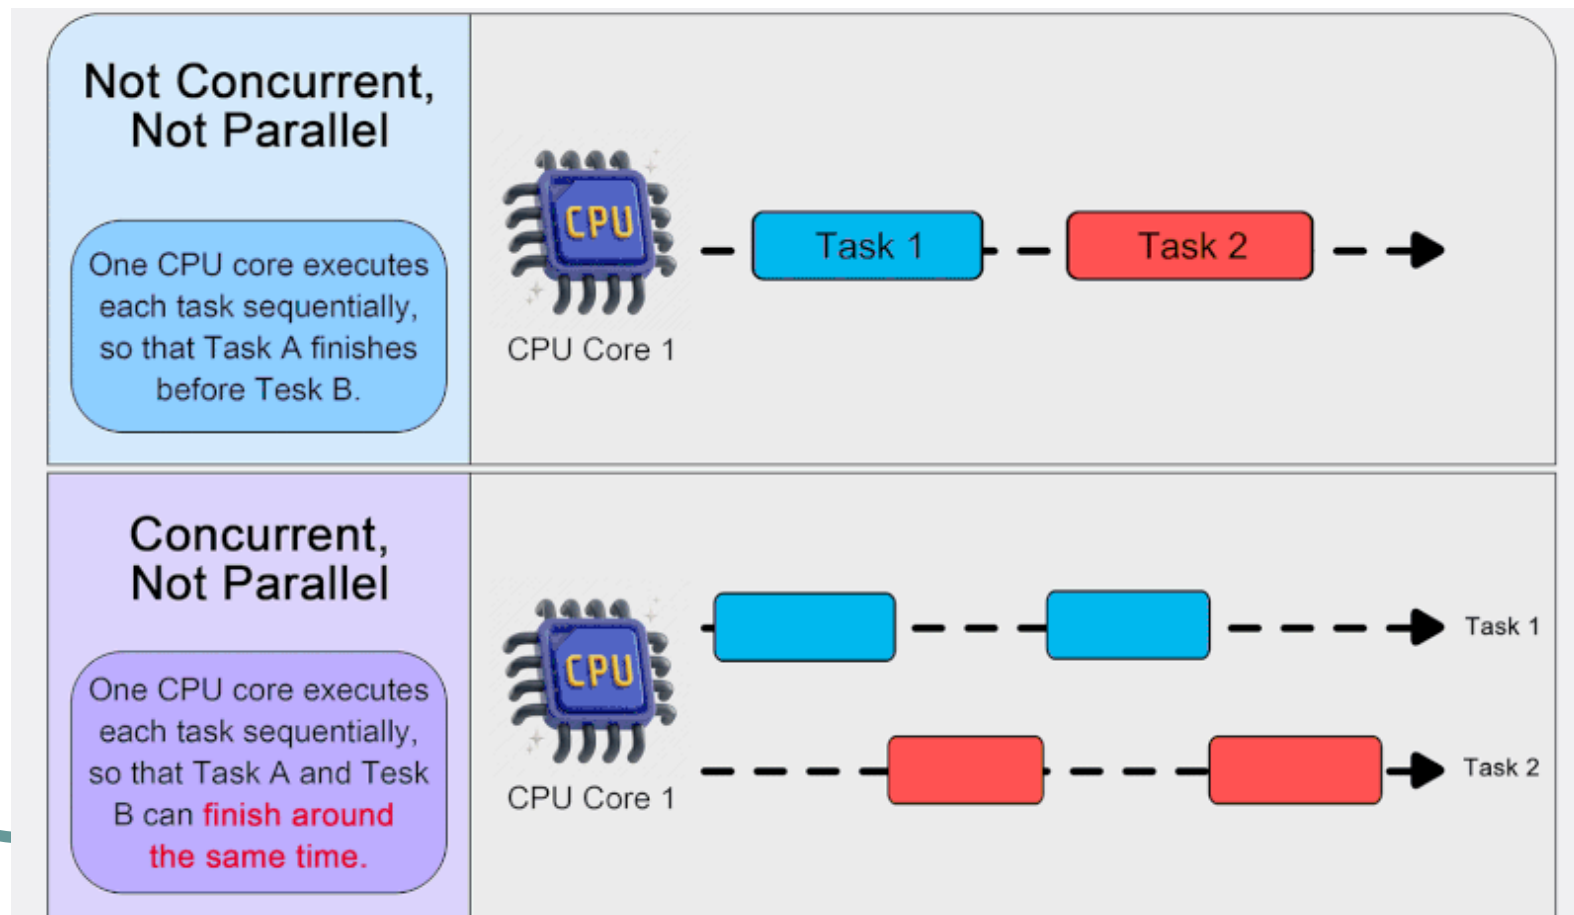 Not Concurrent,
Not Parallel
One CPU core executes
each task sequentially,
so that Task A finishes
before Tesk B.
CPU
CPU Core 1
Task 1
Task 2
Concurrent,
Not Parallel
One CPU core executes
each task sequentially,
so that Task A and Tesk
B can finish around
the same time.
CPU
CPU Core 1
Task 1
Task 2